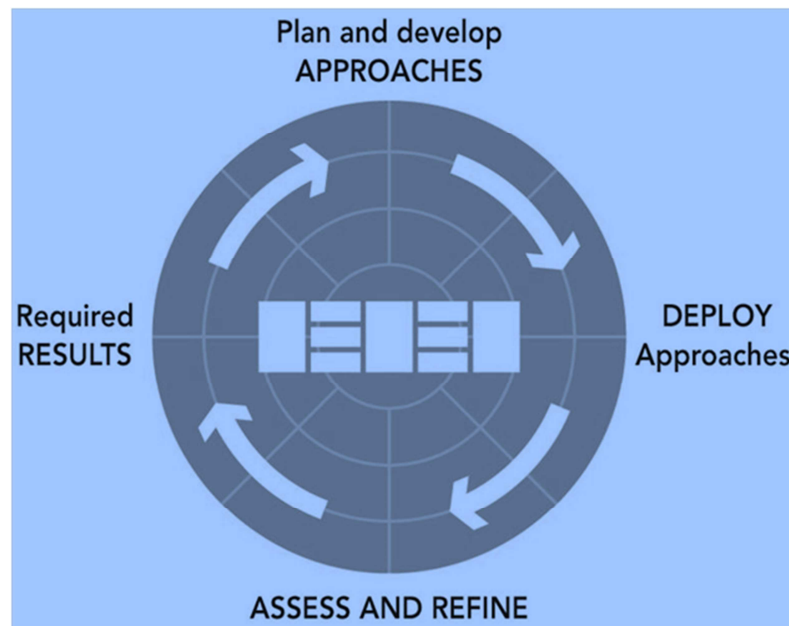 Plan and develop
APPROACHES
Required
RESULTS
DEPLOY
Approaches
ASSESS AND REFINE